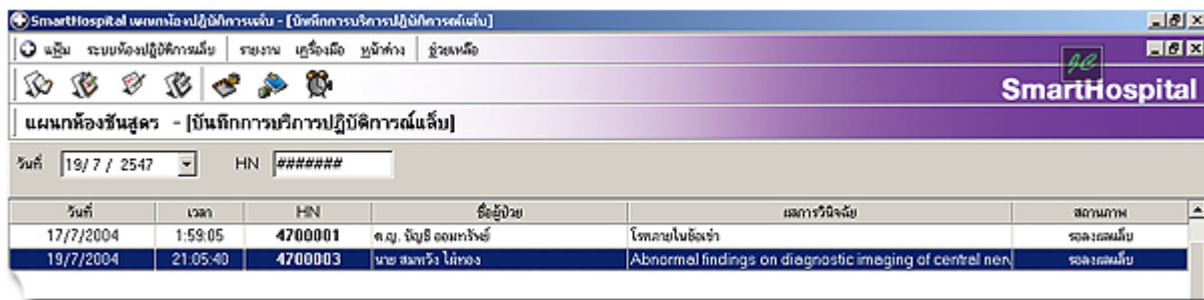 SmartHospital แผนกห้องปฏิบัติการแล็บ - [บันทึกการบริการปฏิบัติการณ์แล็บ]
แฟ้ม ระบบห้องปฏิบัติการแล็บ รายงาน เครื่องมือ หน้าต่าง ช่วยเหลือ
JC
SmartHospital
แผนกห้องชันสูตร - [บันทึกการบริการปฏิบัติการณ์แล็บ]
วันที่ 19/ 7 / 2547 HN #######
วันที่ เวลา HN ชื่อผู้ป่วย ผลการวินิจฉัย สถานภาพ
17/7/2004 1:59:05 4700001 ด.ญ. บัญชี ออมทรัพย์ โรคภายในข้อเข่า รอลงผลแล็บ
19/7/2004 21:05:40 4700003 นาย สมหวัง ได้ทอง Abnormal findings on diagnostic imaging of central nerv รอลงผลแล็บ